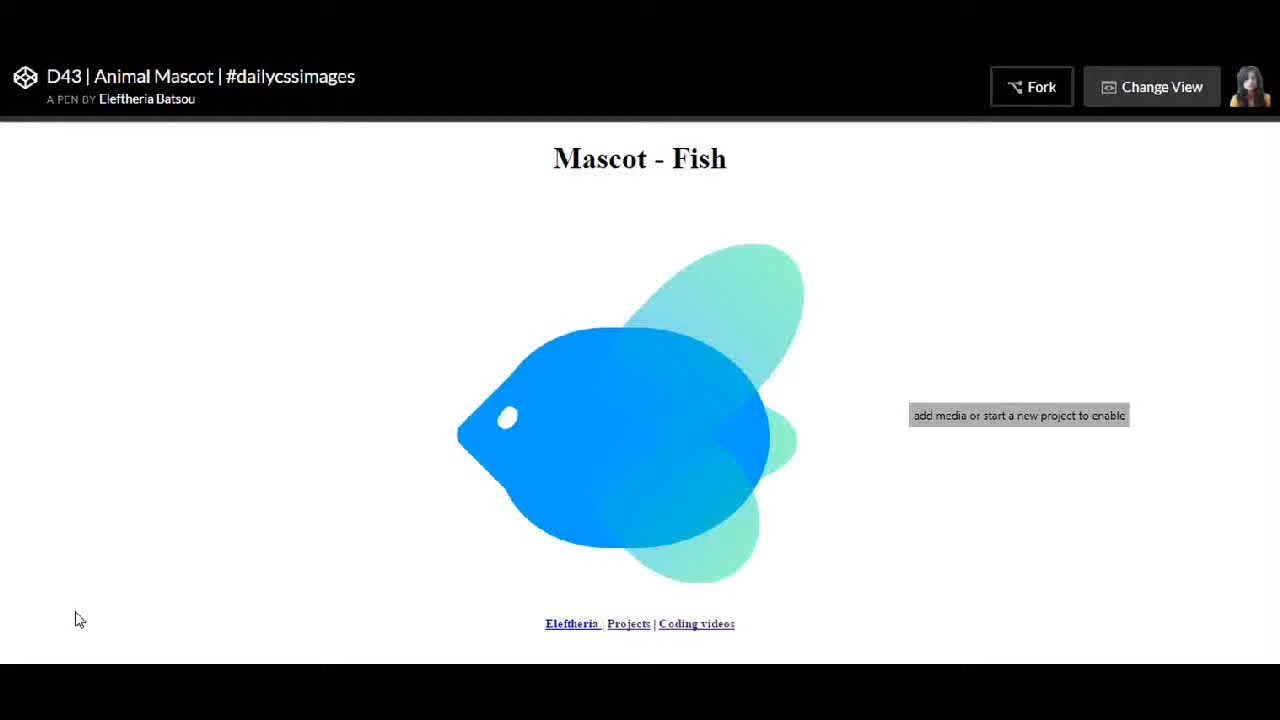 D43 | Animal Mascot | #dailycssimages
A PEN BY Eleftheria Batsou
Fork
Change View
Mascot - Fish
add media or start a new project to enable
Eleftheria | Projects | Coding videos